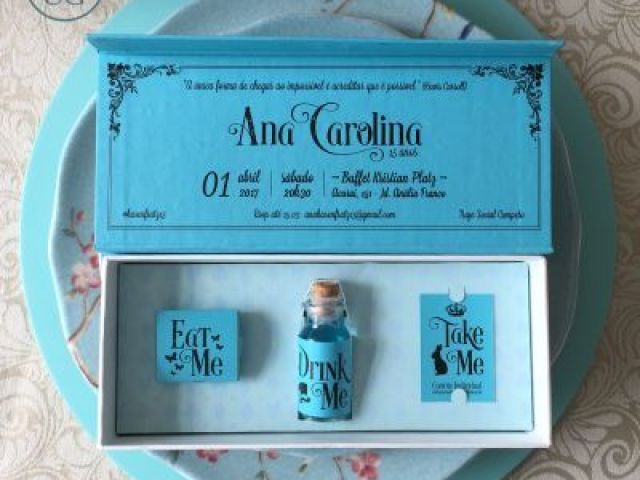 "A única forma de chegar ao impossível é acreditar que é possível." (Lewis Carroll)
Ana Carolina
15 anos
01 abril 2017 sábado 20h30 ~ Buffet Kristian Platz ~
Acuruí, 151 - Jd. Anália Franco
Traje Social Completo
Eat
Me
Drink
Me
Take
Me
Convite Individual